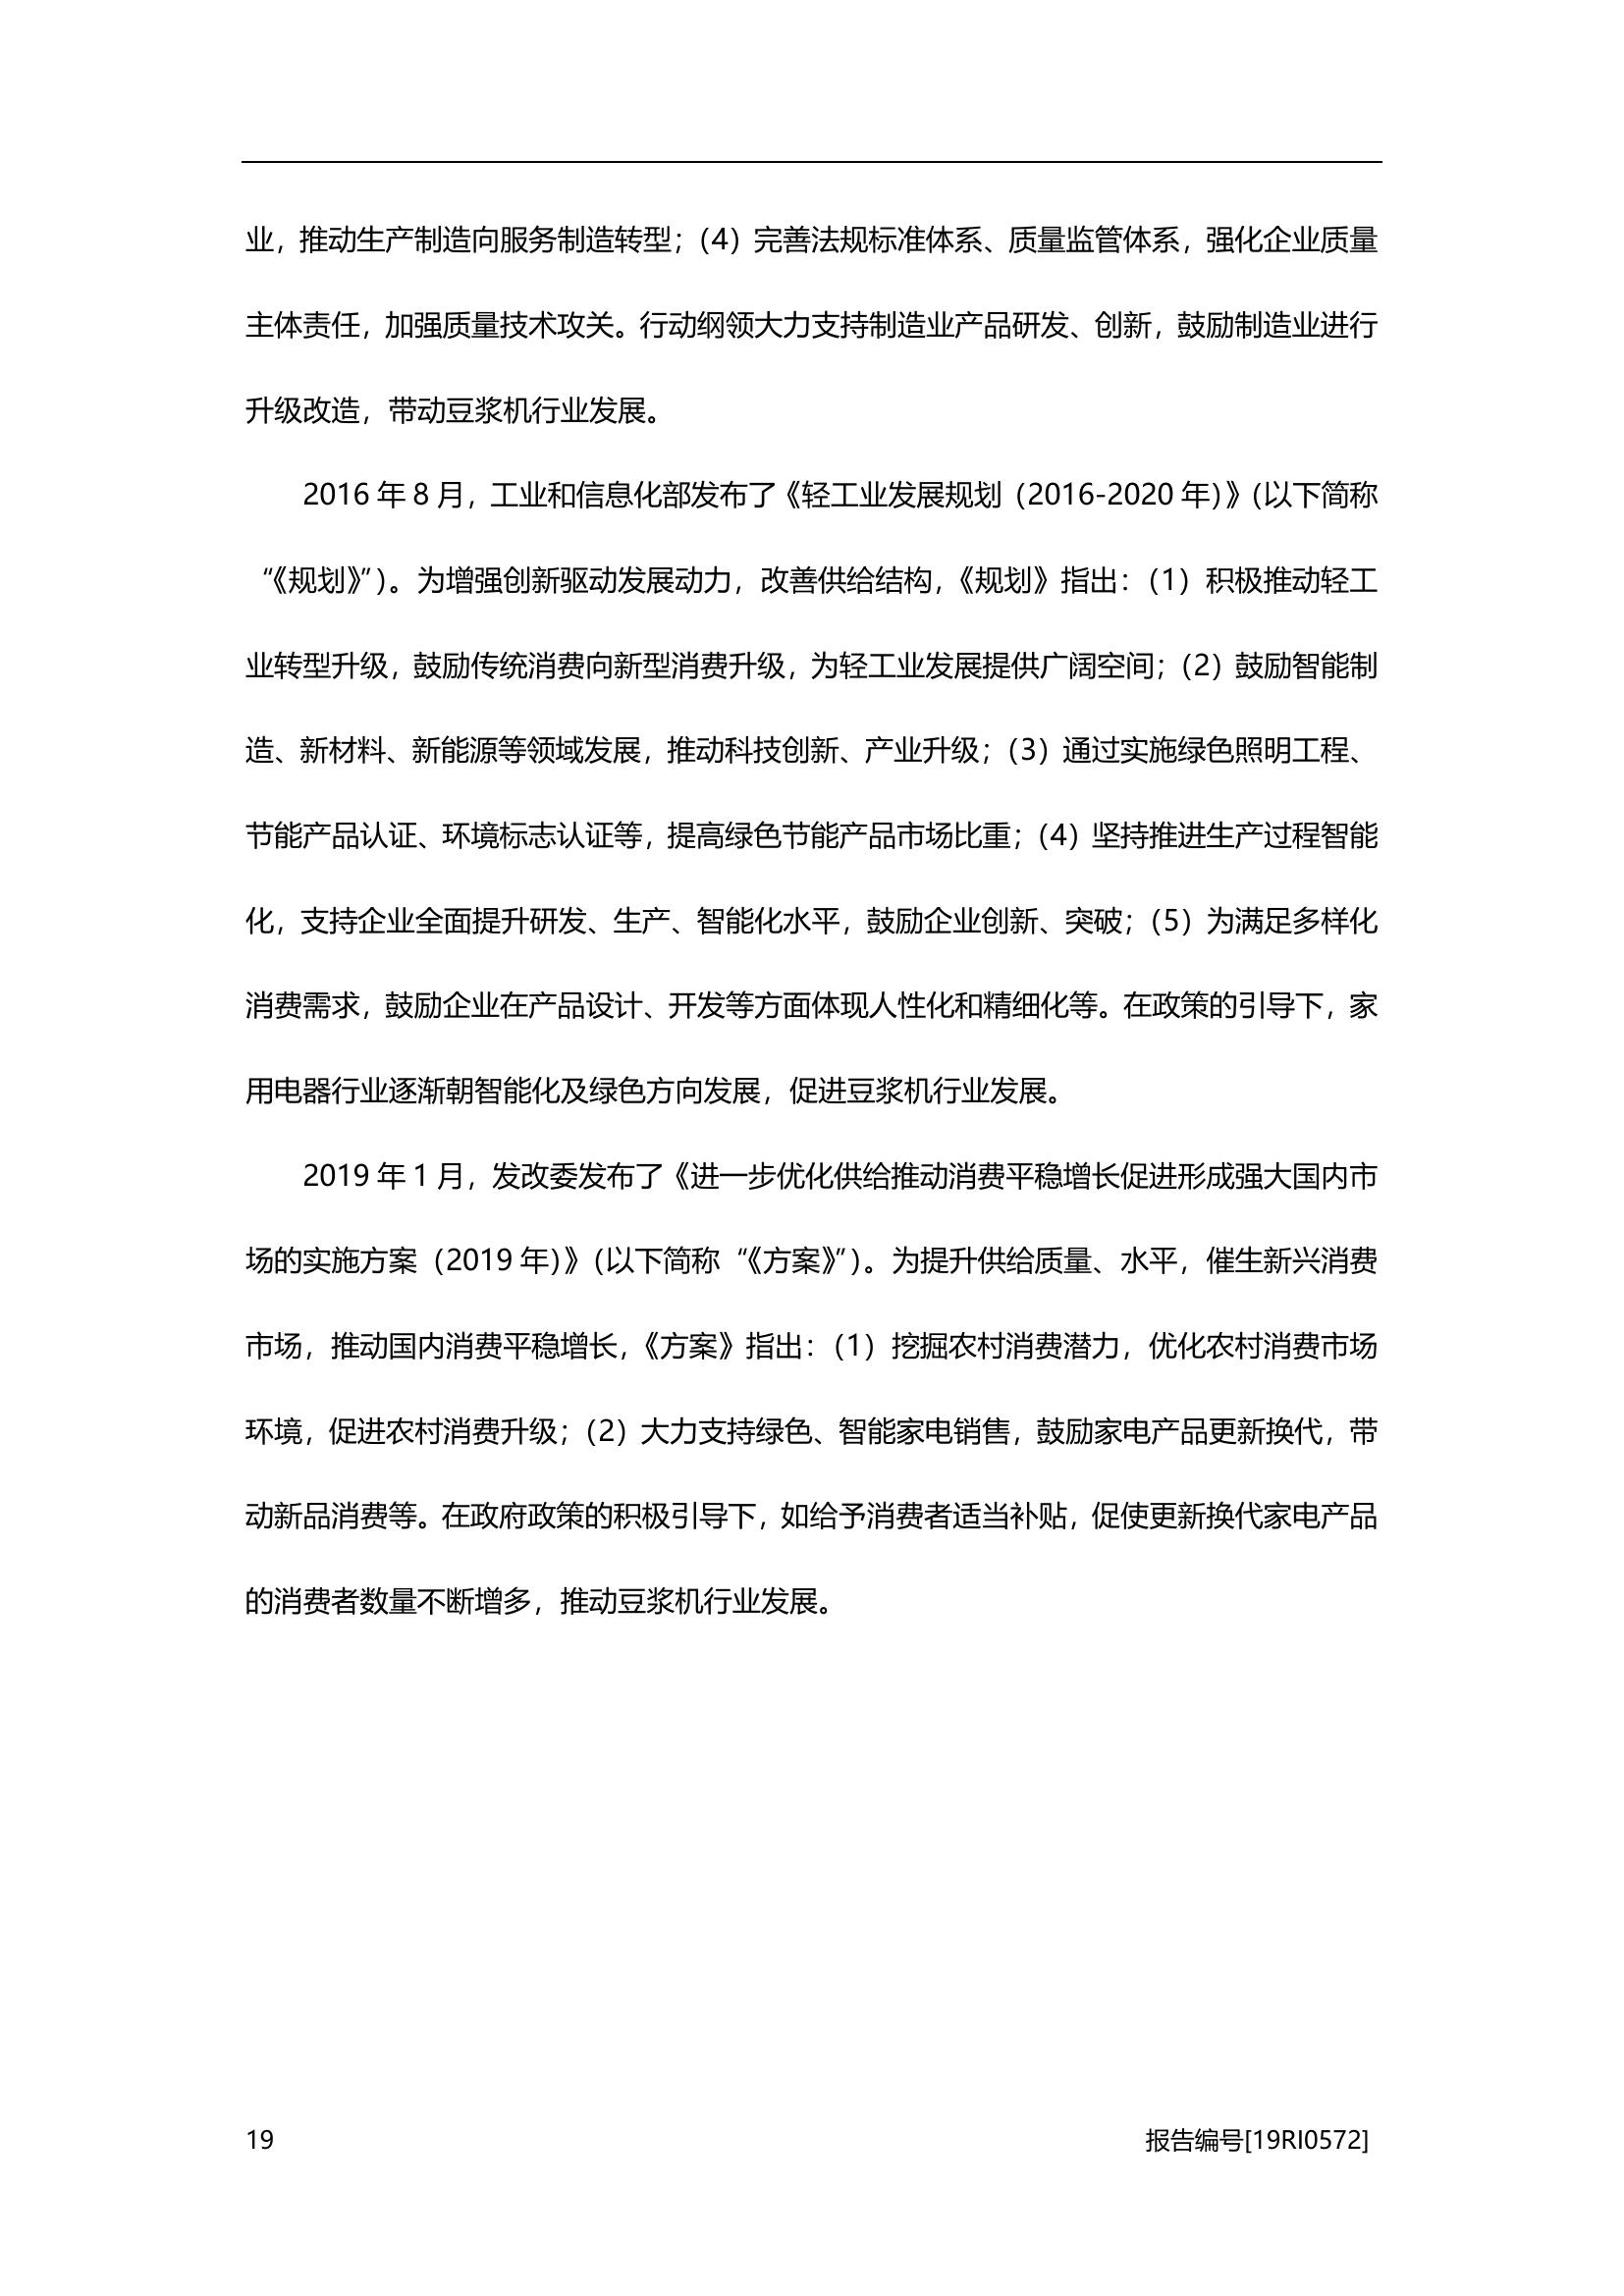 业，推动生产制造向服务制造转型；（4）完善法规标准体系、质量监管体系，强化企业质量
主体责任，加强质量技术攻关。行动纲领大力支持制造业产品研发、创新，鼓励制造业进行
升级改造，带动豆浆机行业发展。
2016 年 8 月，工业和信息化部发布了《轻工业发展规划（2016-2020 年）》（以下简称
“《规划》”）。为增强创新驱动发展动力，改善供给结构，《规划》指出：（1）积极推动轻工
业转型升级，鼓励传统消费向新型消费升级，为轻工业发展提供广阔空间；（2）鼓励智能制
造、新材料、新能源等领域发展，推动科技创新、产业升级；（3）通过实施绿色照明工程、
节能产品认证、环境标志认证等，提高绿色节能产品市场比重；（4）坚持推进生产过程智能
化，支持企业全面提升研发、生产、智能化水平，鼓励企业创新、突破；（5）为满足多样化
消费需求，鼓励企业在产品设计、开发等方面体现人性化和精细化等。在政策的引导下，家
用电器行业逐渐朝智能化及绿色方向发展，促进豆浆机行业发展。
2019 年 1 月，发改委发布了《进一步优化供给推动消费平稳增长促进形成强大国内市
场的实施方案（2019 年）》（以下简称“《方案》”）。为提升供给质量、水平，催生新兴消费
市场，推动国内消费平稳增长，《方案》指出：（1）挖掘农村消费潜力，优化农村消费市场
环境，促进农村消费升级；（2）大力支持绿色、智能家电销售，鼓励家电产品更新换代，带
动新品消费等。在政府政策的积极引导下，如给予消费者适当补贴，促使更新换代家电产品
的消费者数量不断增多，推动豆浆机行业发展。
19
报告编号[19RI0572]